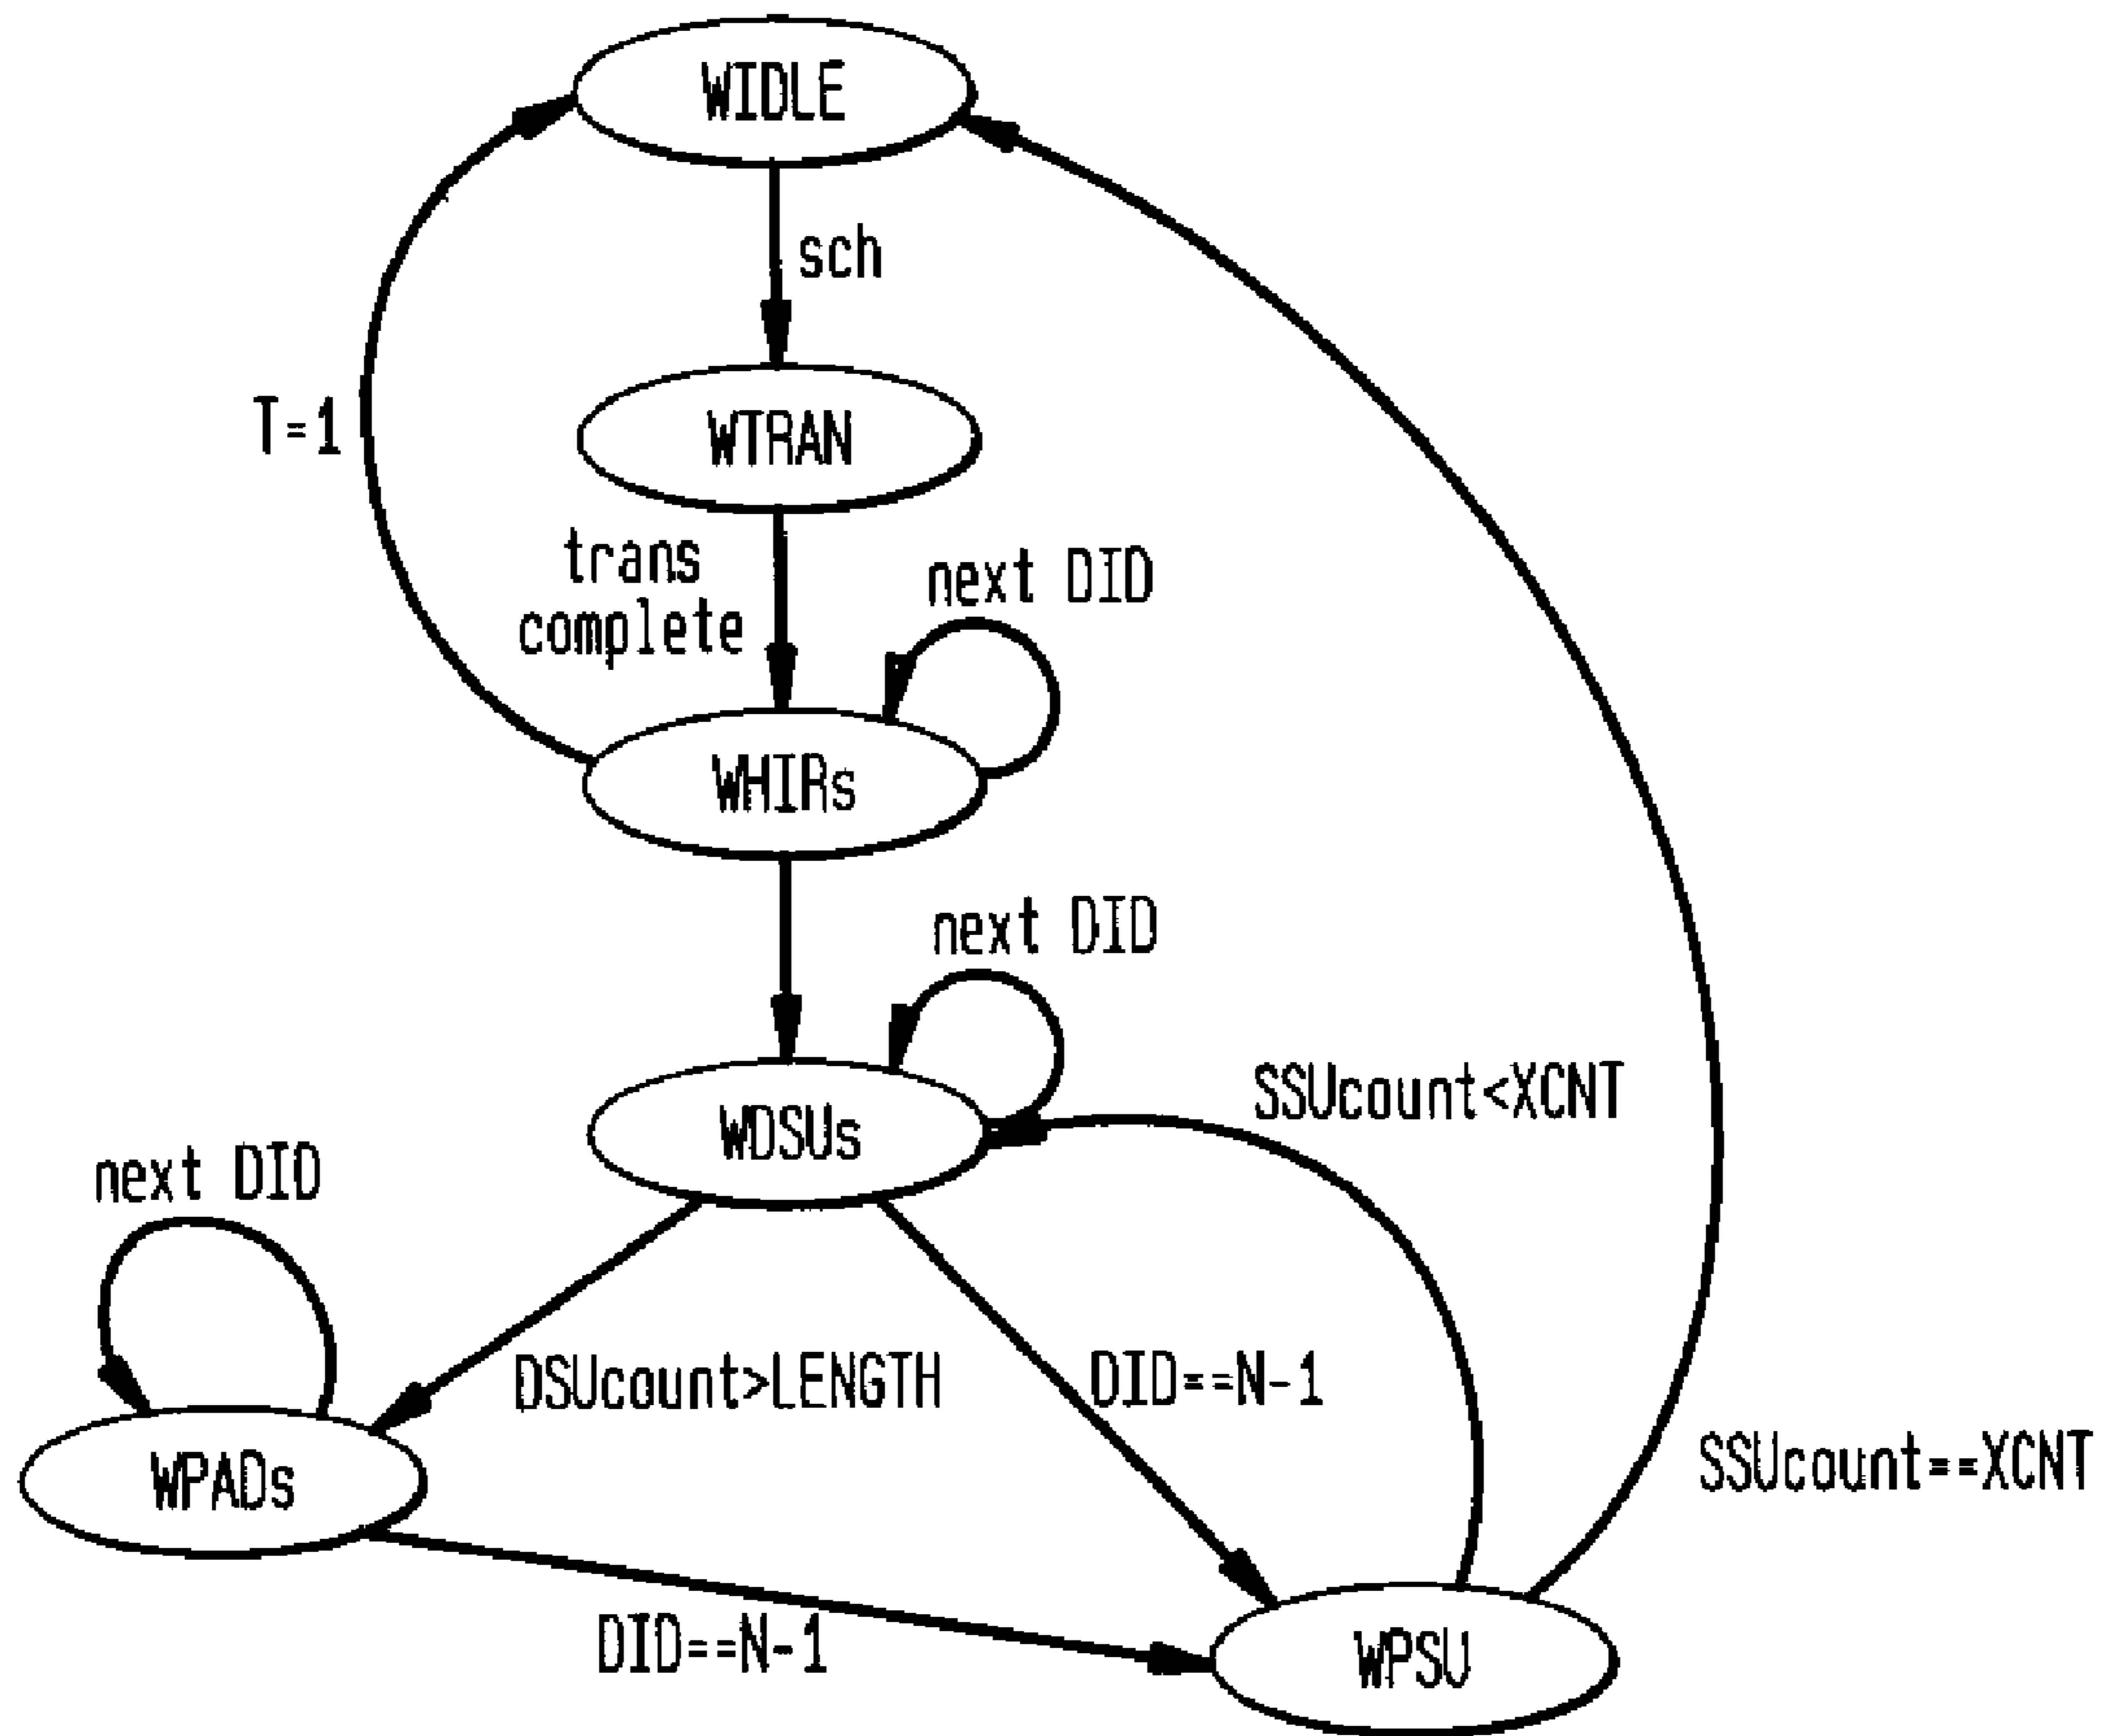 WIDLE
sch
T=1
WTRAN
trans
complete
next DID
WHIRs
next DID
SSUcount<XCNT
WDSUs
next DID
DSUcount>LENGTH
DID==N-1
SSUcount==XCNT
WPADs
DID==N-1
WPSU